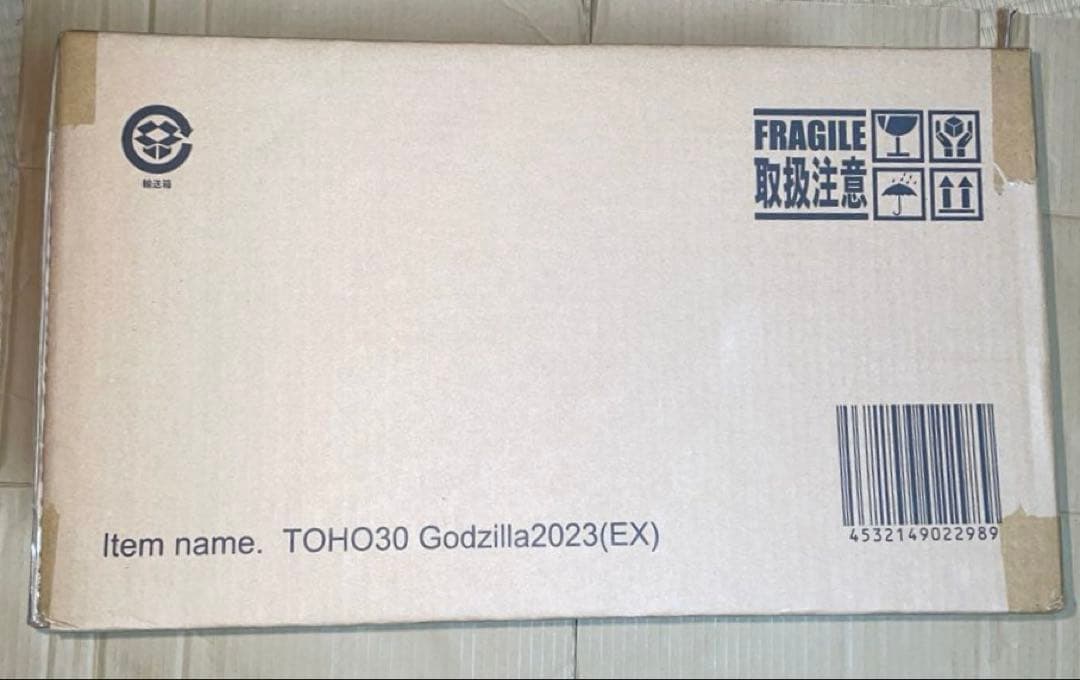 輸送箱
FRAGILE
取扱注意
4532149022989
Item name. TOHO30 Godzilla2023(EX)